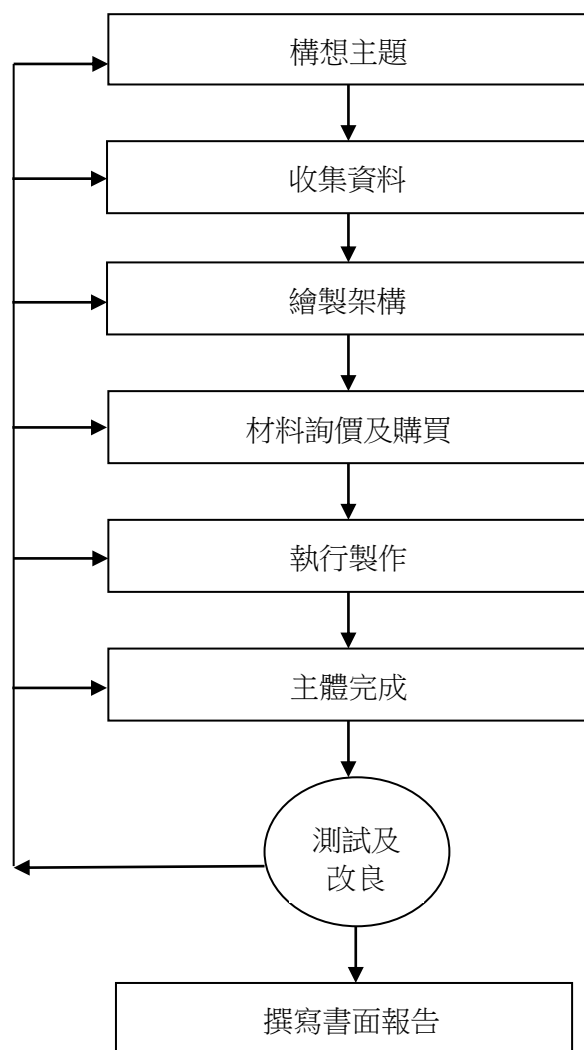 構想主題
收集資料
繪製架構
材料詢價及購買
執行製作
主體完成
測試及
改良
撰寫書面報告